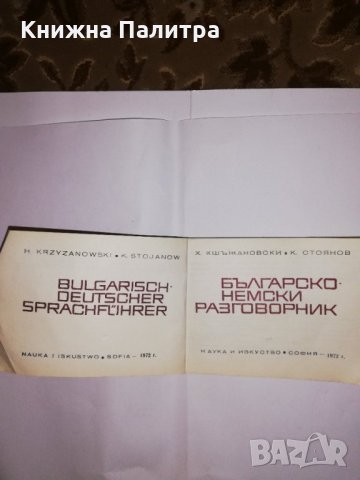 Книжна Палитра
H. KRZYZANOWSKI • K. STOJANOW
BULGARISCH-
DEUTSCHER
SPRACHFÜHRER
NAUKA I ISKUSTWO • SOFIA – 1972 г.
Х. КШЪЖАНОВСКИ • К. СТОЯНОВ
БЪЛГАРСКО-
НЕМСКИ
РАЗГОВОРНИК
НАУКА И ИЗКУСТВО • СОФИЯ – 1972 г.
BAZAR